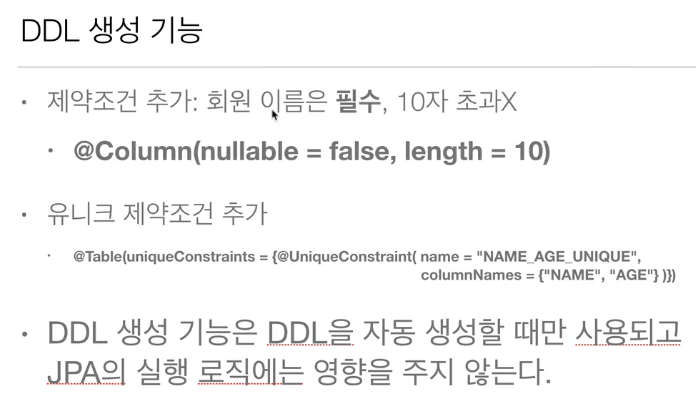 DDL 생성 기능
• 제약조건 추가: 회원 이름은 필수, 10자 초과X
• @Column(nullable = false, length = 10)
• 유니크 제약조건 추가
• @Table(uniqueConstraints = {@UniqueConstraint( name = "NAME_AGE_UNIQUE",
columnNames = {"NAME", "AGE"} )})
• DDL 생성 기능은 DDL을 자동 생성할 때만 사용되고
JPA의 실행 로직에는 영향을 주지 않는다.